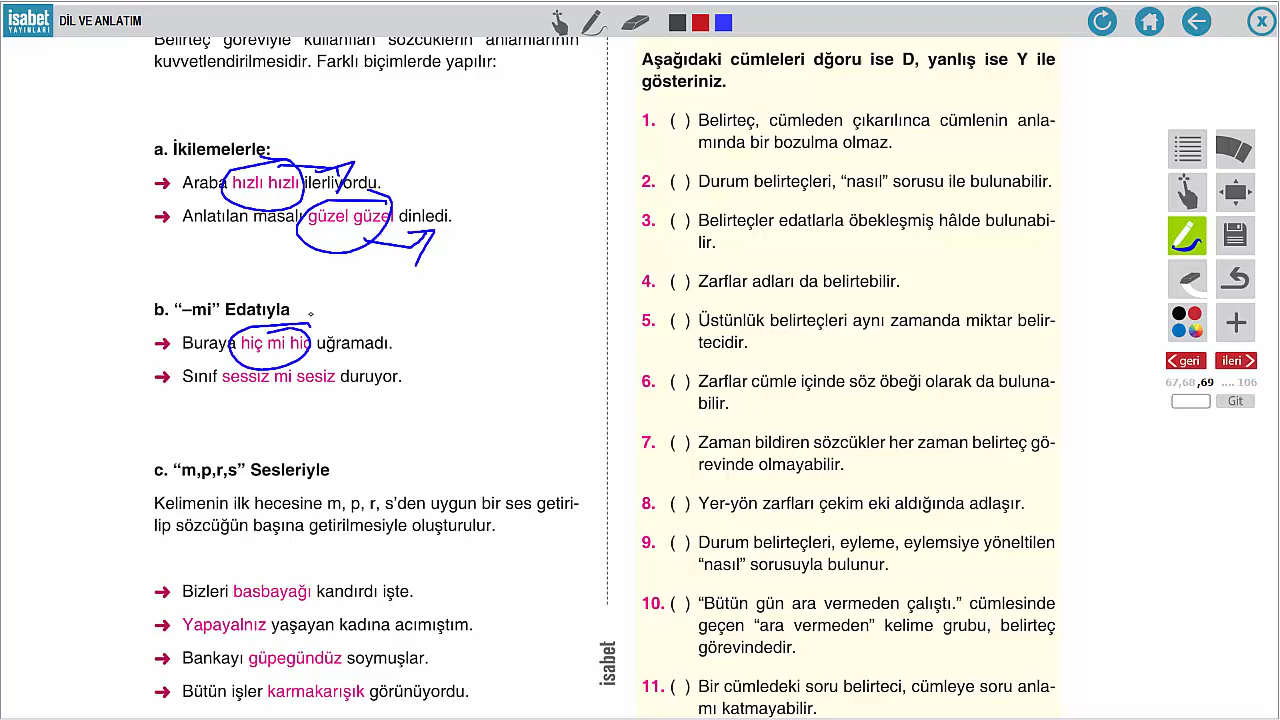 isabet
YAYINLARI
DİL VE ANLATIM
Belirteç göreviyle kullanılan sözcüklerin anlamlarının
kuvvetlendirilmesidir. Farklı biçimlerde yapılır:
a. İkilemelerle:
Araba hızlı hızlı ilerliyordu.
Anlatılan masalı güzel güzel dinledi.
b. “–mi” Edatıyla
Buraya hiç mi hiç uğramadı.
Sınıf sessiz mi sesiz duruyor.
c. “m,p,r,s” Sesleriyle
Kelimenin ilk hecesine m, p, r, s’den uygun bir ses getiri-
lip sözcüğün başına getirilmesiyle oluşturulur.
Bizleri basbayağı kandırdı işte.
Yapayalnız yaşayan kadına acımıştım.
Bankayı güpegündüz soymuşlar.
Bütün işler karmakarışık görünüyordu.
isabet
Aşağıdaki cümleleri dğoru ise D, yanlış ise Y ile
gösteriniz.
1. ( ) Belirteç, cümleden çıkarılınca cümlenin anla-
mında bir bozulma olmaz.
2. ( ) Durum belirteçleri, “nasıl” sorusu ile bulunabilir.
3. ( ) Belirteçler edatlarla öbekleşmiş hâlde bulunabi-
lir.
4. ( ) Zarflar adları da belirtebilir.
5. ( ) Üstünlük belirteçleri aynı zamanda miktar belir-
tecidir.
6. ( ) Zarflar cümle içinde söz öbeği olarak da buluna-
bilir.
7. ( ) Zaman bildiren sözcükler her zaman belirteç gö-
revinde olmayabilir.
8. ( ) Yer-yön zarfları çekim eki aldığında adlaşır.
9. ( ) Durum belirteçleri, eyleme, eylemsiye yöneltilen
“nasıl” sorusuyla bulunur.
10. ( ) “Bütün gün ara vermeden çalıştı.” cümlesinde
geçen “ara vermeden” kelime grubu, belirteç
görevindedir.
11. ( ) Bir cümledeki soru belirteci, cümleye soru anla-
mı katmayabilir.
geri
ileri
67,68,69 .... 106
Git